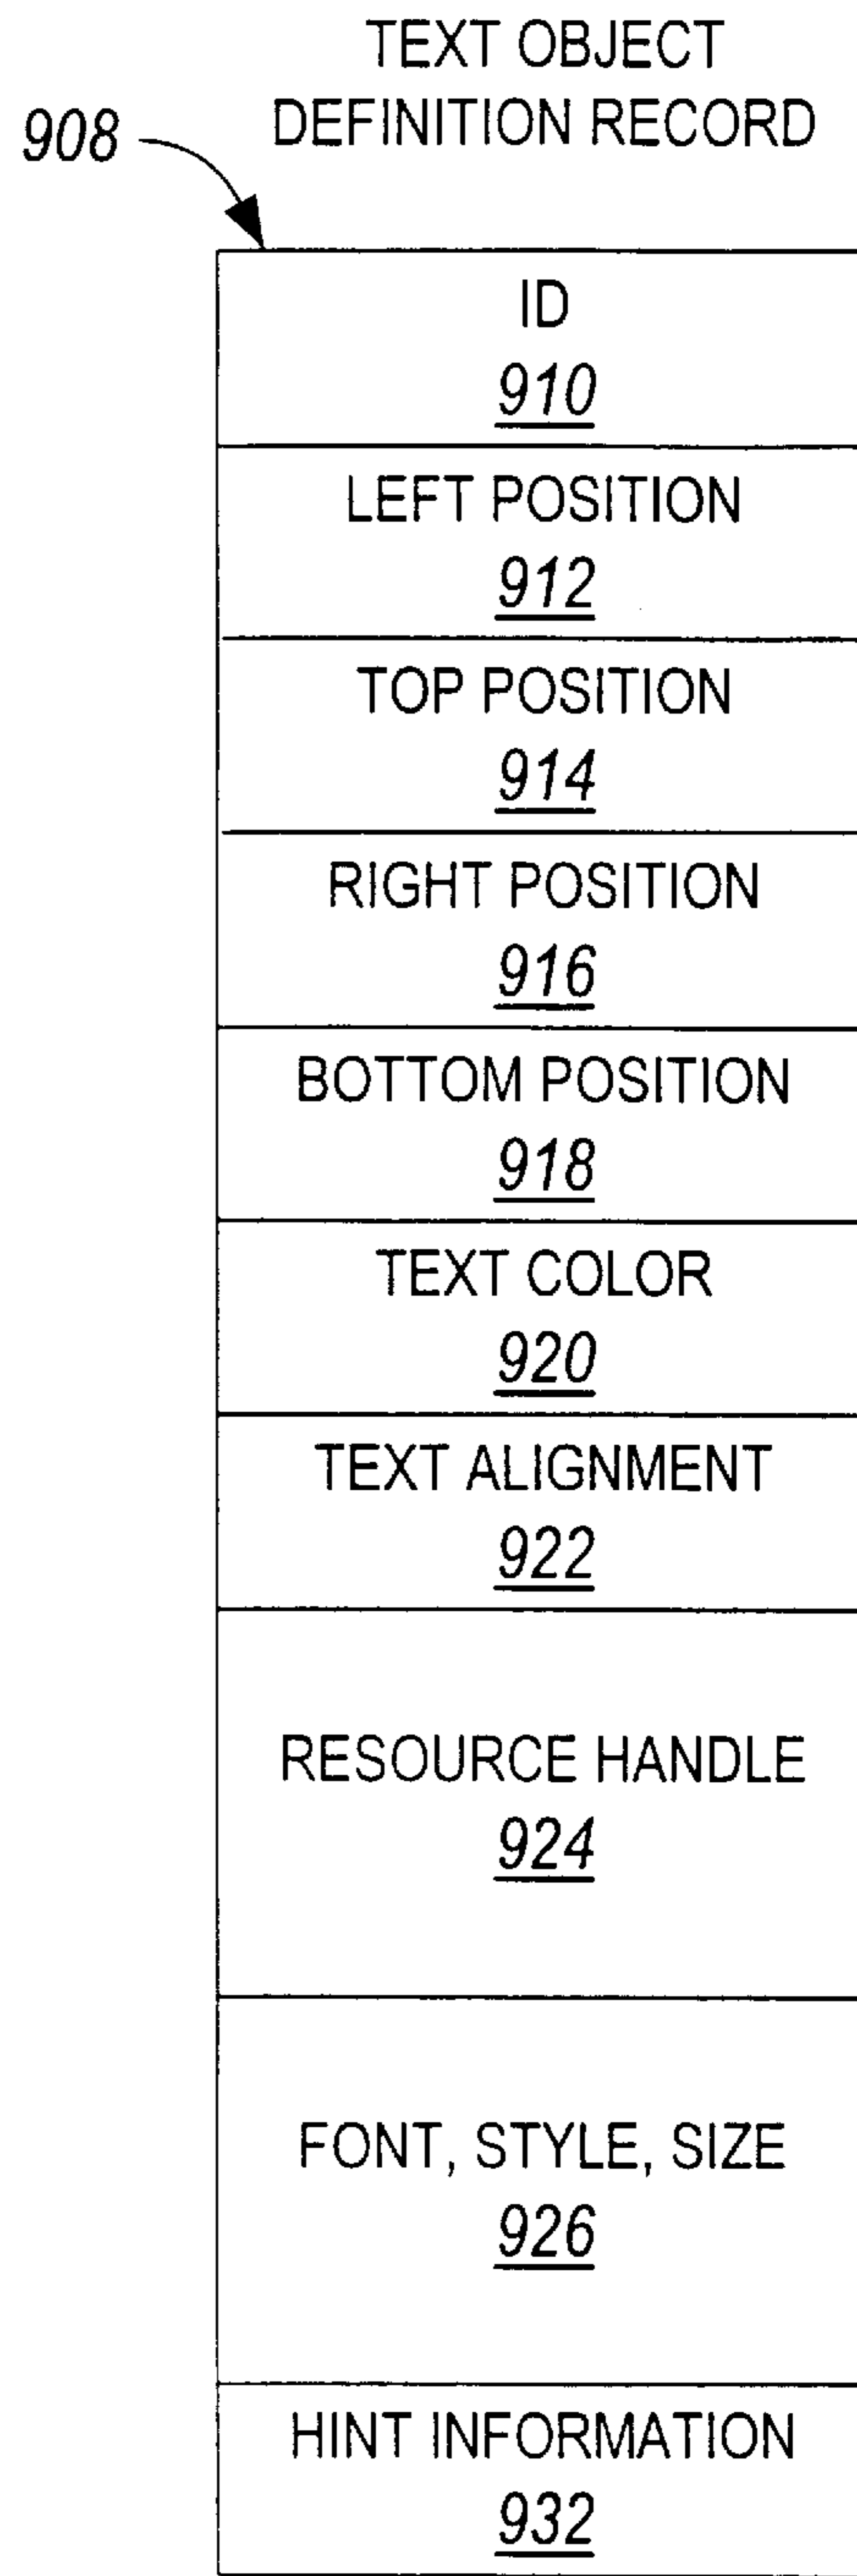 TEXT OBJECT
DEFINITION RECORD
908
ID
910
LEFT POSITION
912
TOP POSITION
914
RIGHT POSITION
916
BOTTOM POSITION
918
TEXT COLOR
920
TEXT ALIGNMENT
922
RESOURCE HANDLE
924
FONT, STYLE, SIZE
926
HINT INFORMATION
932